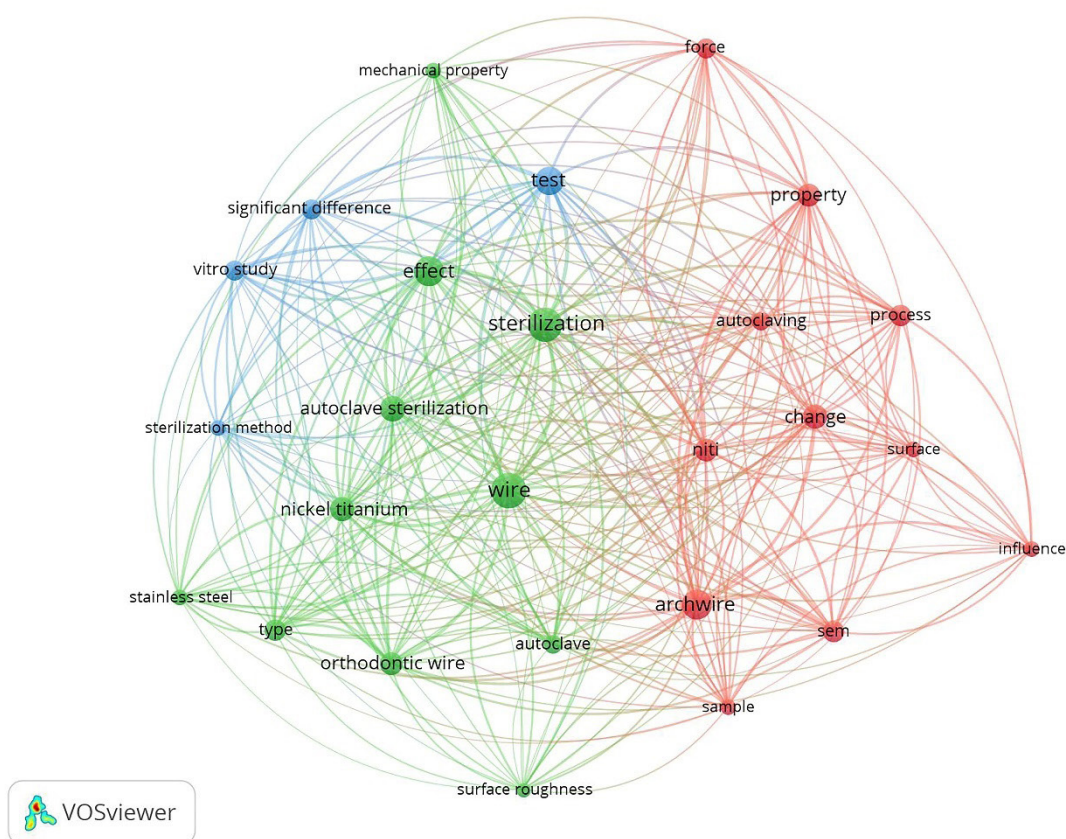 force
mechanical property
test
property
significant difference
vitro study
effect
sterilization
autoclaving
process
autoclave sterilization
change
sterilization method
niti
surface
wire
nickel titanium
influence
stainless steel
archwire
type
sem
autoclave
orthodontic wire
sample
surface roughness
VOSviewer